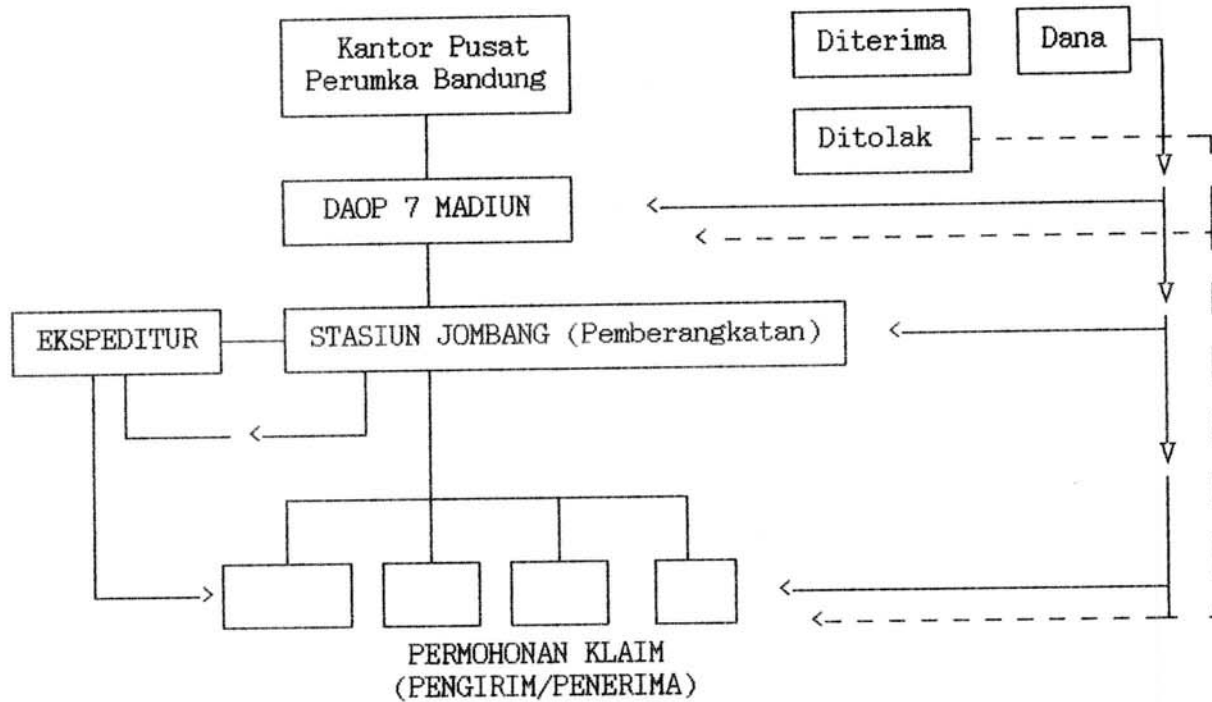 Kantor Pusat
Perumka Bandung
Diterima
Dana
Ditolak
DAOP 7 MADIUN
EKSPEDITUR
STASIUN JOMBANG (Pemberangkatan)
PERMOHONAN KLAIM
(PENGIRIM/PENERIMA)